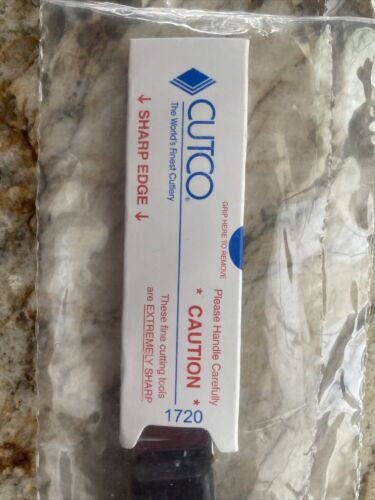 CUTCO®
The World's Finest Cutlery
↓ SHARP EDGE ↓
GRIP HERE TO REMOVE
Please Handle Carefully
* CAUTION *
These fine cutting tools
are EXTREMELY SHARP
1720